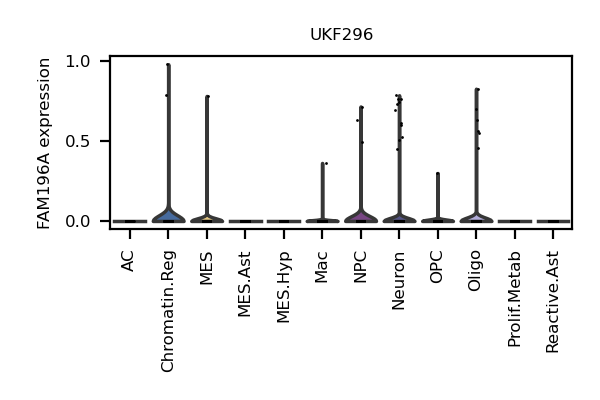 UKF296
FAM196A expression
1.0
0.5
0.0
AC
Chromatin.Reg
MES
MES.Ast
MES.Hyp
Mac
NPC
Neuron
OPC
Oligo
Prolif.Metab
Reactive.Ast